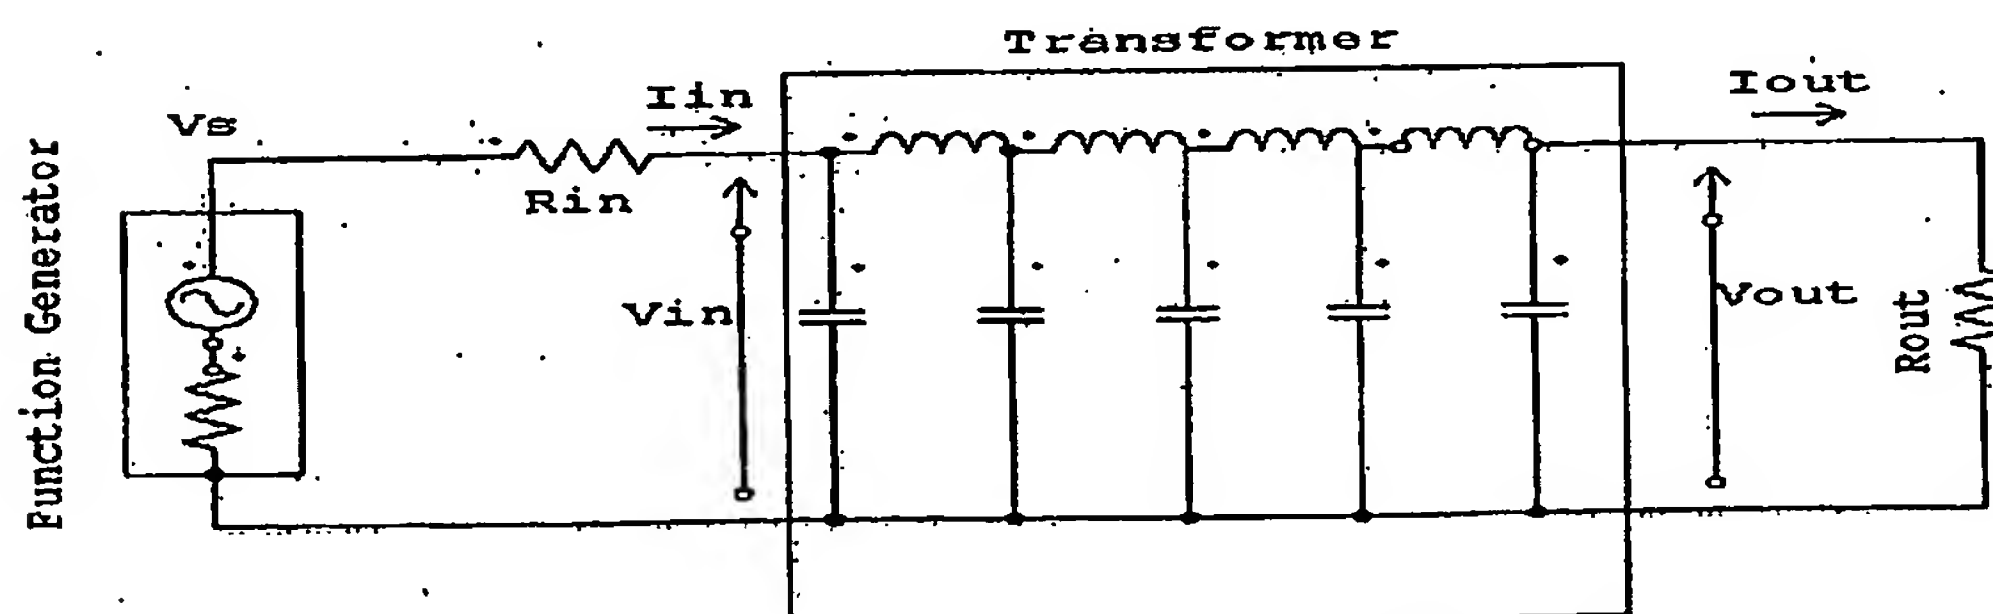 Transformer
Iin
Iout
Vs
Rin
Vin
Vout
Rout
Function Generator